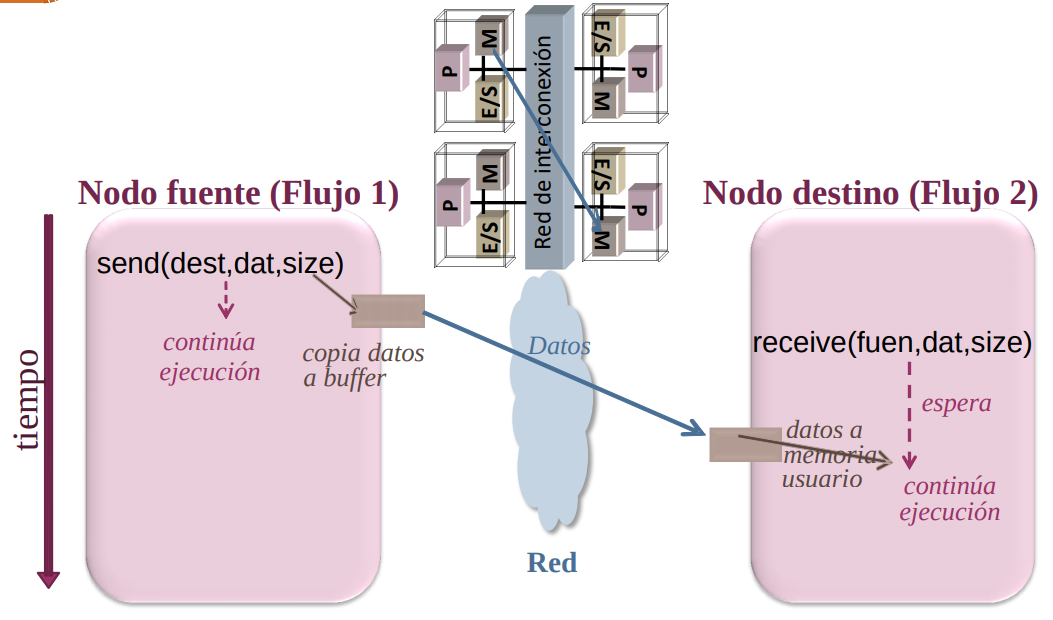 M
P
E/S
M
P
E/S
Red de interconexión
E/S
P
M
E/S
P
M
Nodo fuente (Flujo 1)
Nodo destino (Flujo 2)
tiempo
send(dest,dat,size)
continúa
ejecución
copia datos
a buffer
Datos
Red
receive(fuen,dat,size)
espera
datos a
memoria
usuario
continúa
ejecución